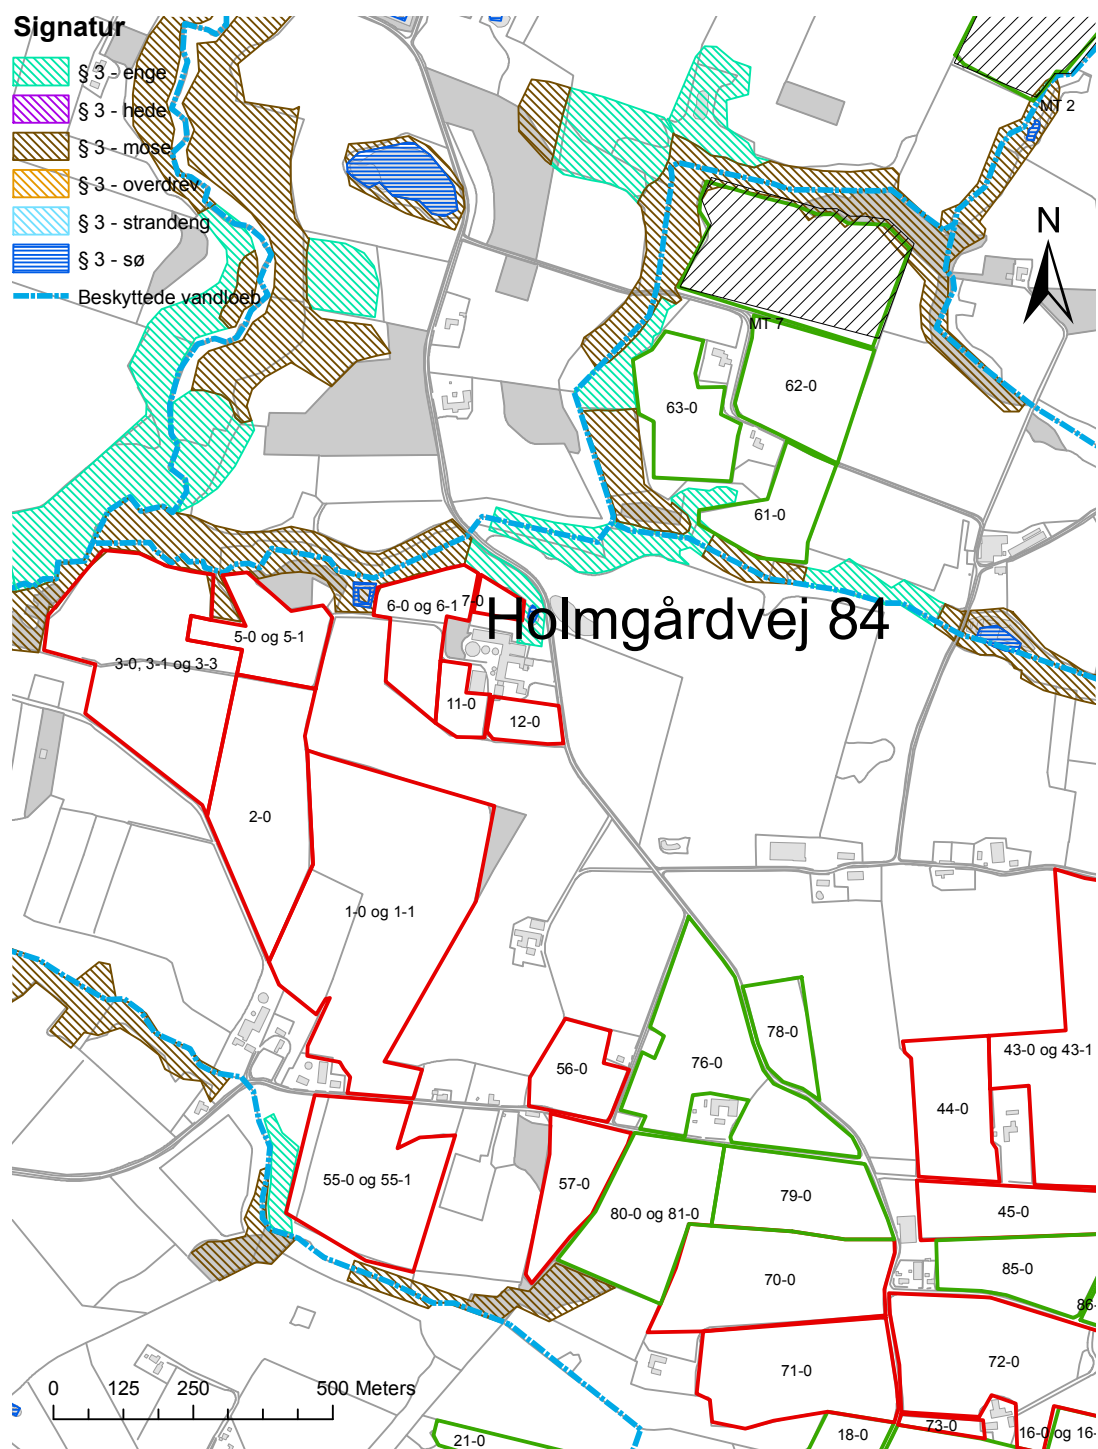 Signatur
§ 3 - enge
§ 3 - hede
§ 3 - mose
§ 3 - overdrev
§ 3 - strandeng
§ 3 - sø
Beskyttede vandloeb
MT 2
N
MT 7
62-0
63-0
61-0
6-0 og 6-1
7-0
Holmgårdvej 84
5-0 og 5-1
3-0, 3-1 og 3-3
11-0
12-0
2-0
1-0 og 1-1
78-0
76-0
56-0
43-0 og 43-1
44-0
55-0 og 55-1
57-0
79-0
80-0 og 81-0
45-0
70-0
85-0
86-
71-0
72-0
0 125 250 500 Meters
73-0
18-0
16-0 og 16-
21-0